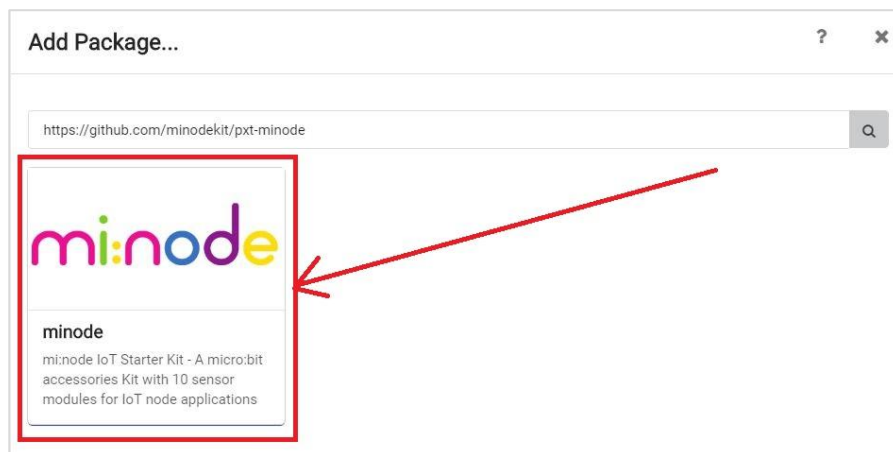 Add Package...
?
https://github.com/minodekit/pxt-minode
mi:node
minode
mi:node IoT Starter Kit - A micro:bit
accessories Kit with 10 sensor
modules for IoT node applications